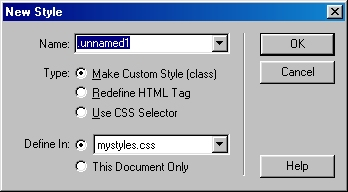 New Style
Name: .unnamed1
OK
Type: Make Custom Style (class)
Cancel
Redefine HTML Tag
Use CSS Selector
Define In: mystyles.css
This Document Only
Help